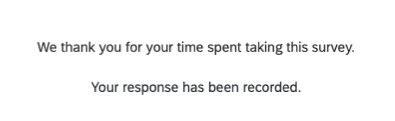 We thank you for your time spent taking this survey.
Your response has been recorded.